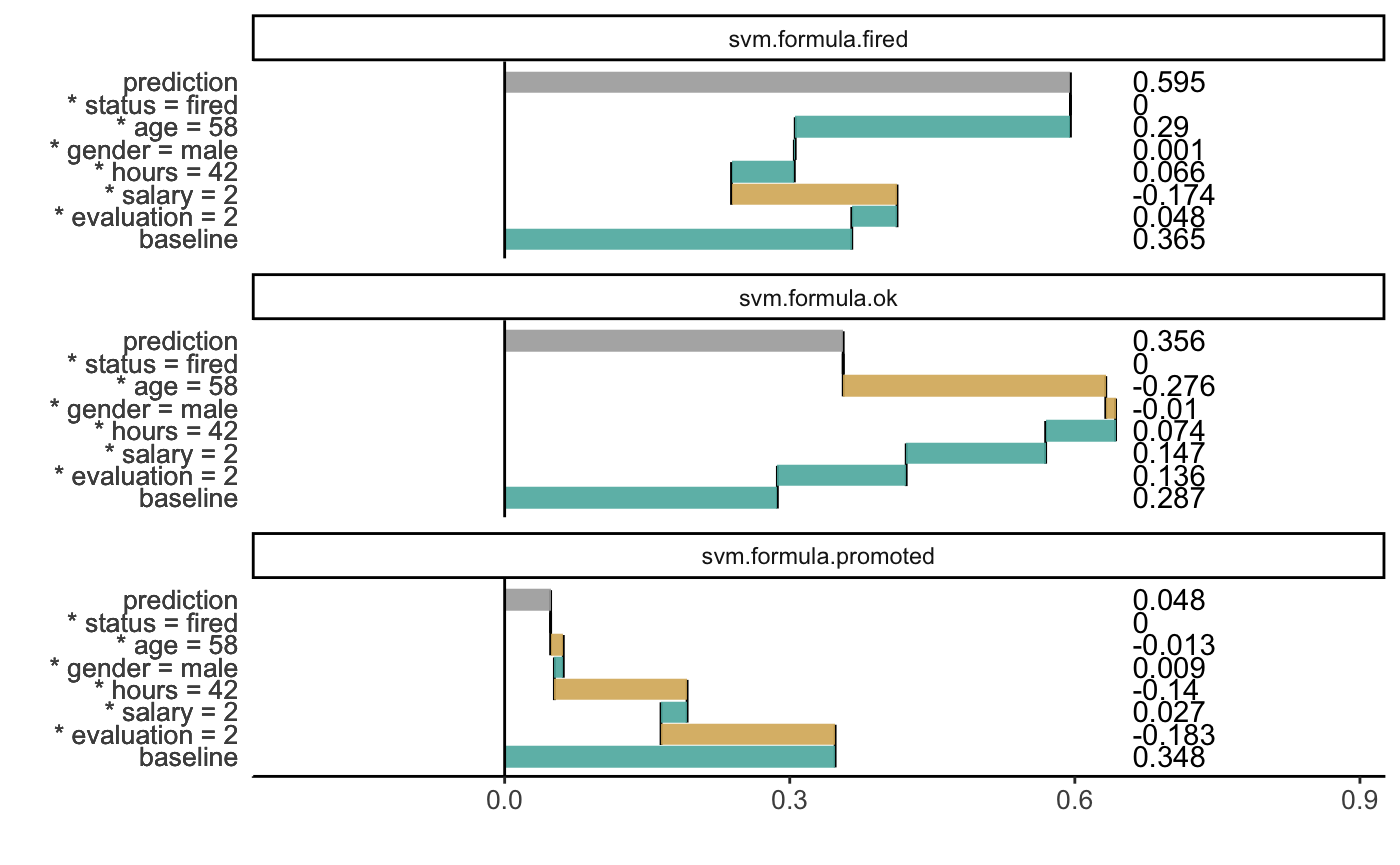 svm.formula.fired
prediction 0.595
* status = fired 0
* age = 58 0.29
* gender = male 0.001
* hours = 42 0.066
* salary = 2 -0.174
* evaluation = 2 0.048
baseline 0.365
svm.formula.ok
prediction 0.356
* status = fired 0
* age = 58 -0.276
* gender = male -0.01
* hours = 42 0.074
* salary = 2 0.147
* evaluation = 2 0.136
baseline 0.287
svm.formula.promoted
prediction 0.048
* status = fired 0
* age = 58 -0.013
* gender = male 0.009
* hours = 42 -0.14
* salary = 2 0.027
* evaluation = 2 -0.183
baseline 0.348
0.0 0.3 0.6 0.9